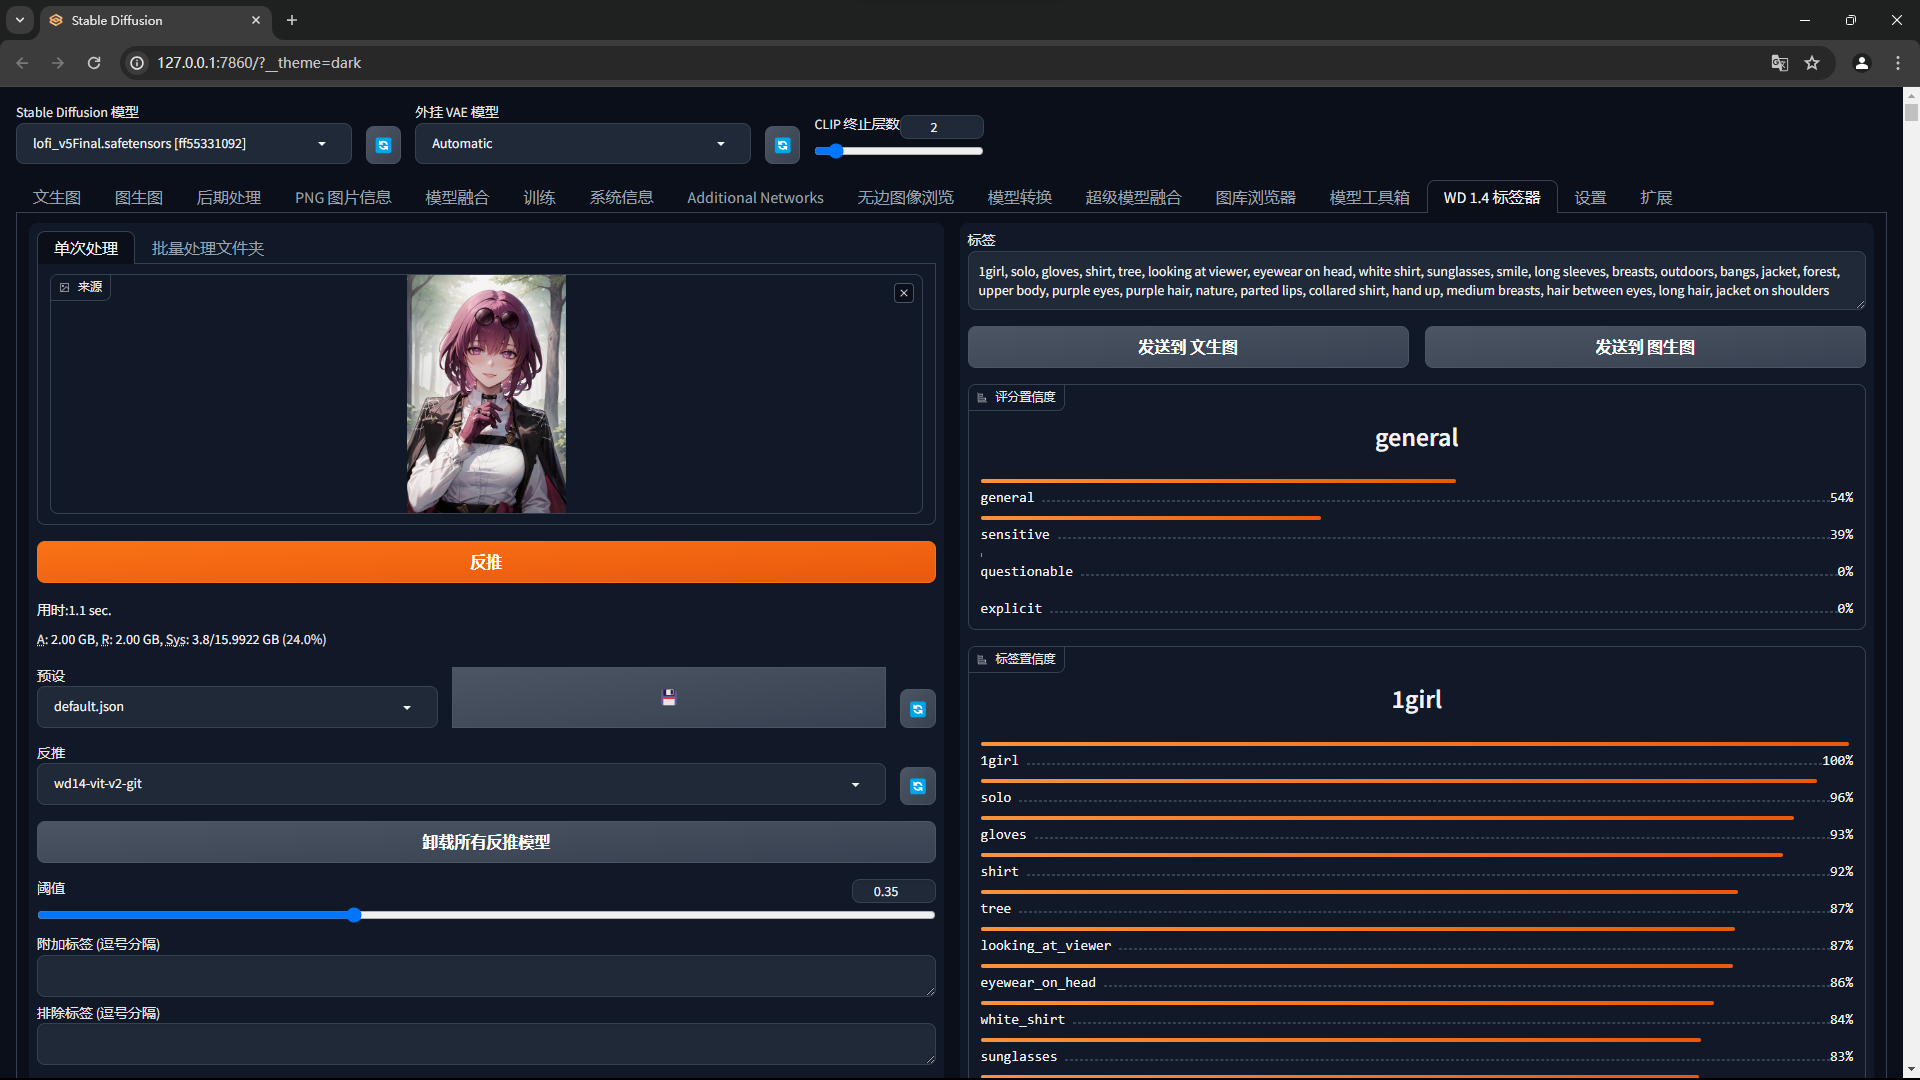 Stable Diffusion
127.0.0.1:7860/?__theme=dark
Stable Diffusion 模型
外挂 VAE 模型
CLIP 终止层数
2
lofi_v5Final.safetensors [ff55331092]
Automatic
文生图 图生图 后期处理 PNG 图片信息 模型融合 训练 系统信息 Additional Networks 无边图像浏览 模型转换 超级模型融合 图库浏览器 模型工具箱 WD 1.4 标签器 设置 扩展
单次处理 批量处理文件夹
来源
反推
用时:1.1 sec.
A: 2.00 GB, R: 2.00 GB, Sys: 3.8/15.9922 GB (24.0%)
预设
default.json
反推
wd14-vit-v2-git
卸载所有反推模型
阈值
0.35
附加标签 (逗号分隔)
排除标签 (逗号分隔)
标签
1girl, solo, gloves, shirt, tree, looking at viewer, eyewear on head, white shirt, sunglasses, smile, long sleeves, breasts, outdoors, bangs, jacket, forest,
upper body, purple eyes, purple hair, nature, parted lips, collared shirt, hand up, medium breasts, hair between eyes, long hair, jacket on shoulders
发送到 文生图
发送到 图生图
评分置信度
general
general 54%
sensitive 39%
questionable 0%
explicit 0%
标签置信度
1girl
1girl 100%
solo 96%
gloves 93%
shirt 92%
tree 87%
looking_at_viewer 87%
eyewear_on_head 86%
white_shirt 84%
sunglasses 83%